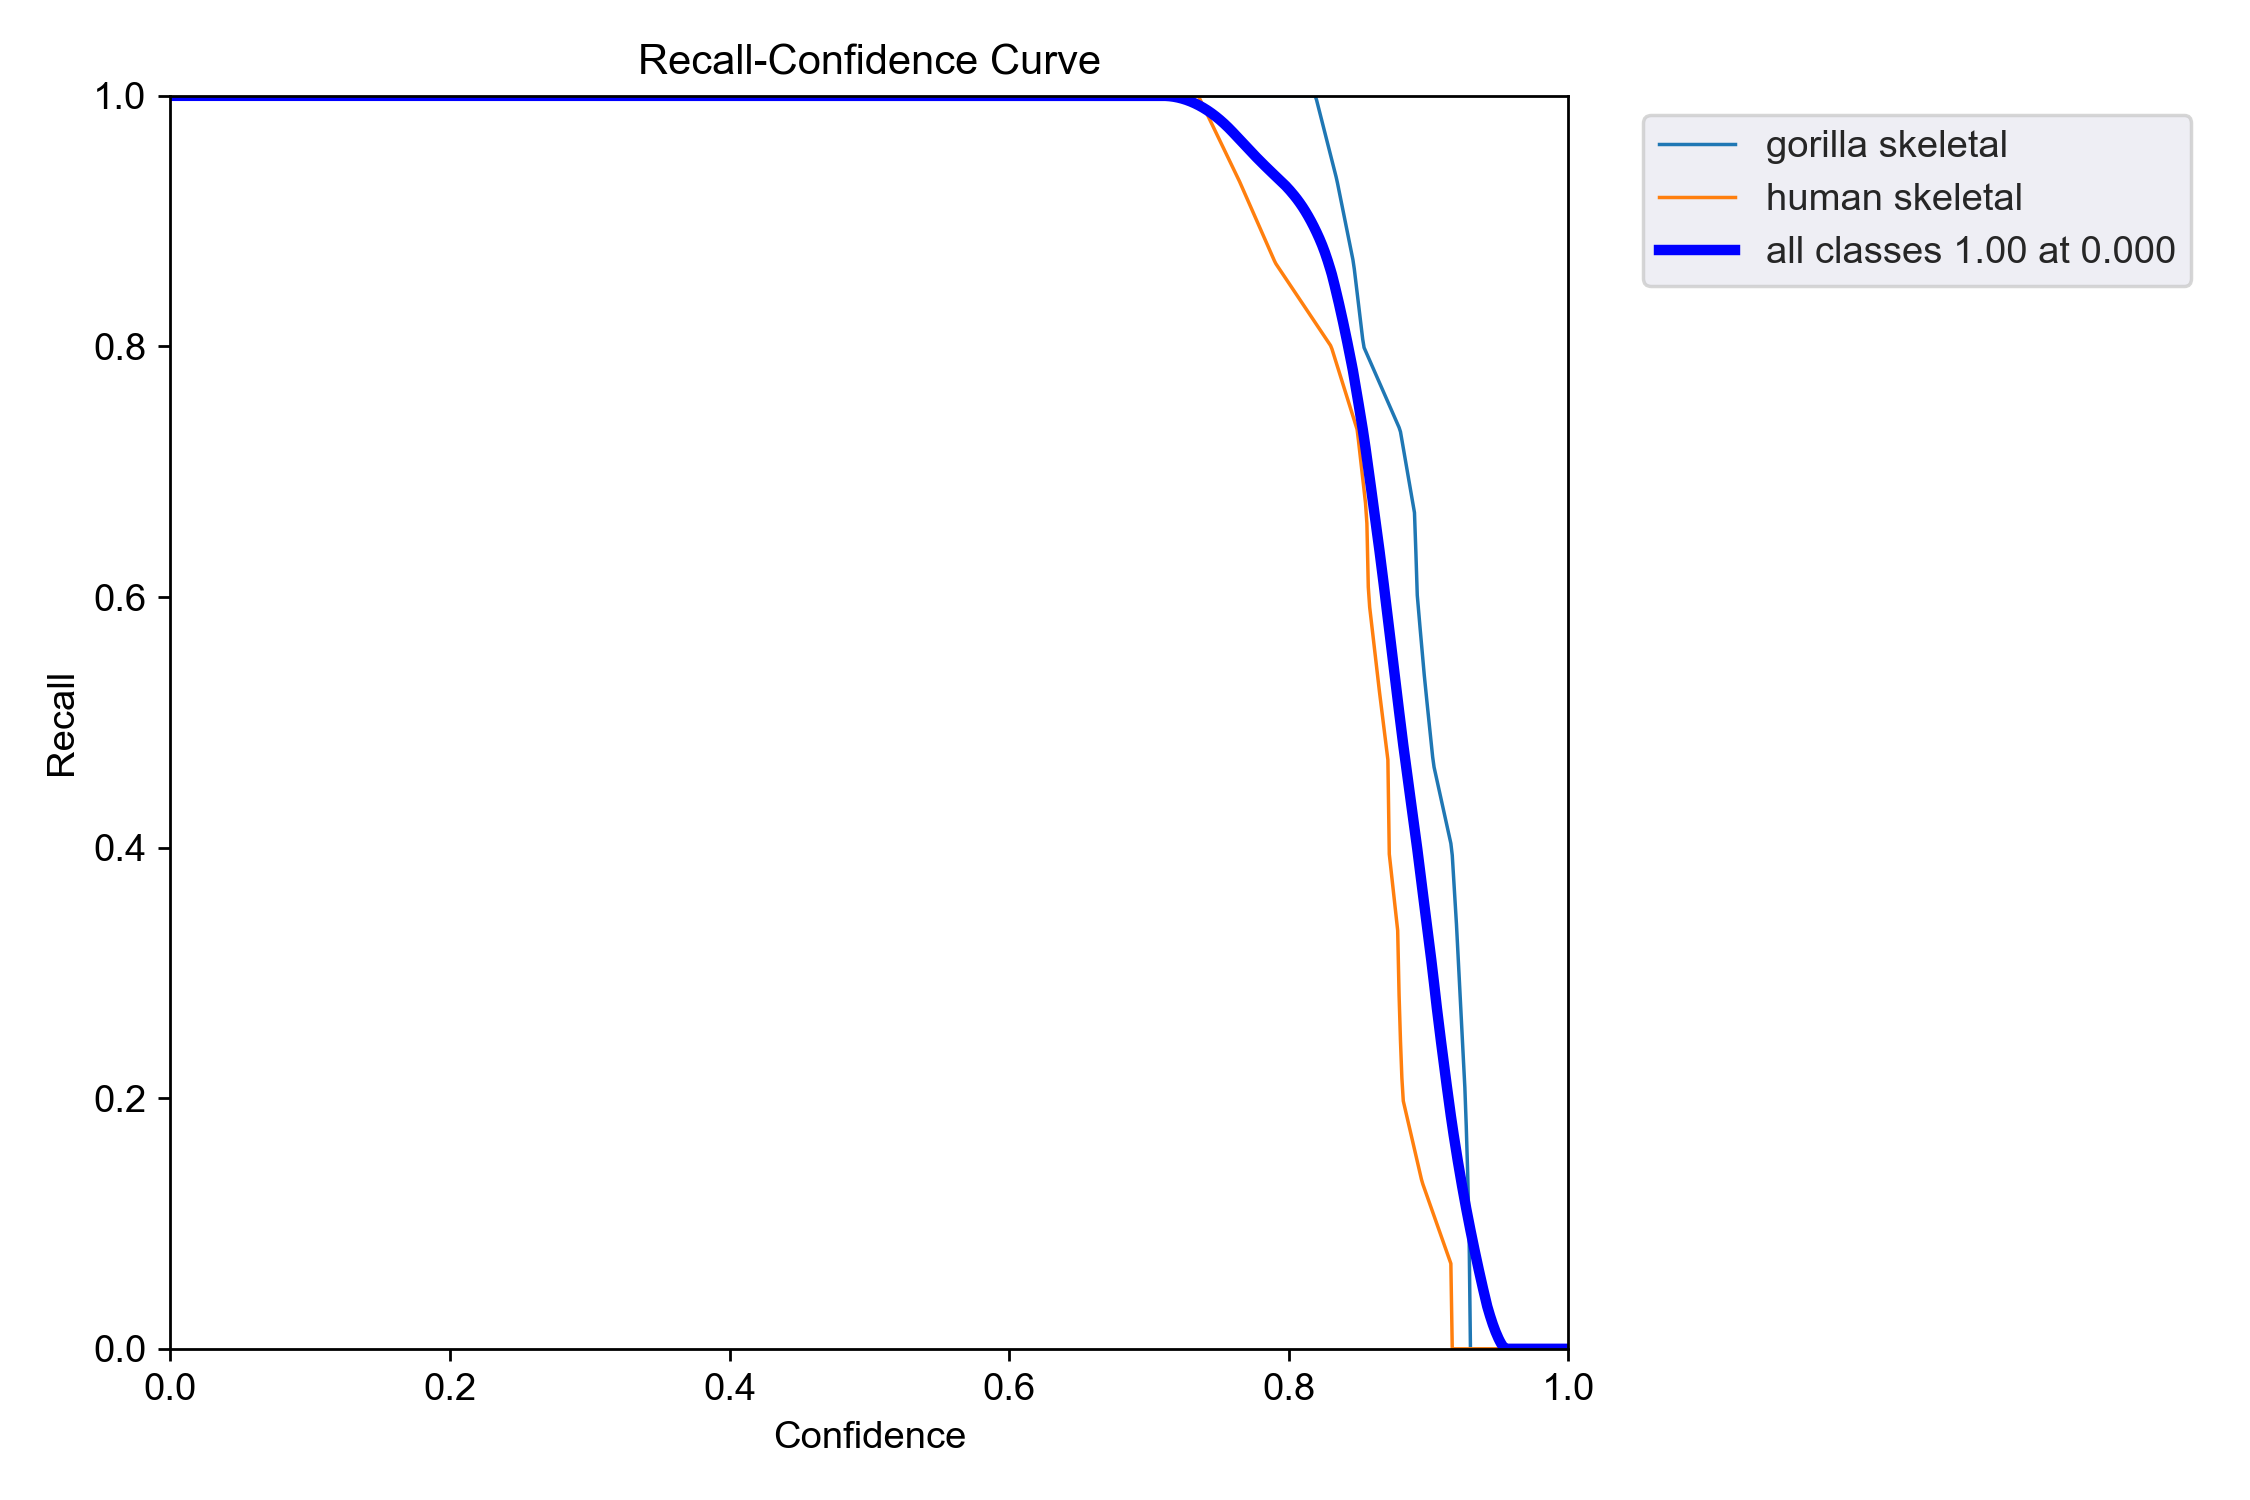 Recall-Confidence Curve
1.0
0.8
0.6
0.4
0.2
0.0
Recall
0.0 0.2 0.4 0.6 0.8 1.0
Confidence
gorilla skeletal
human skeletal
all classes 1.00 at 0.000